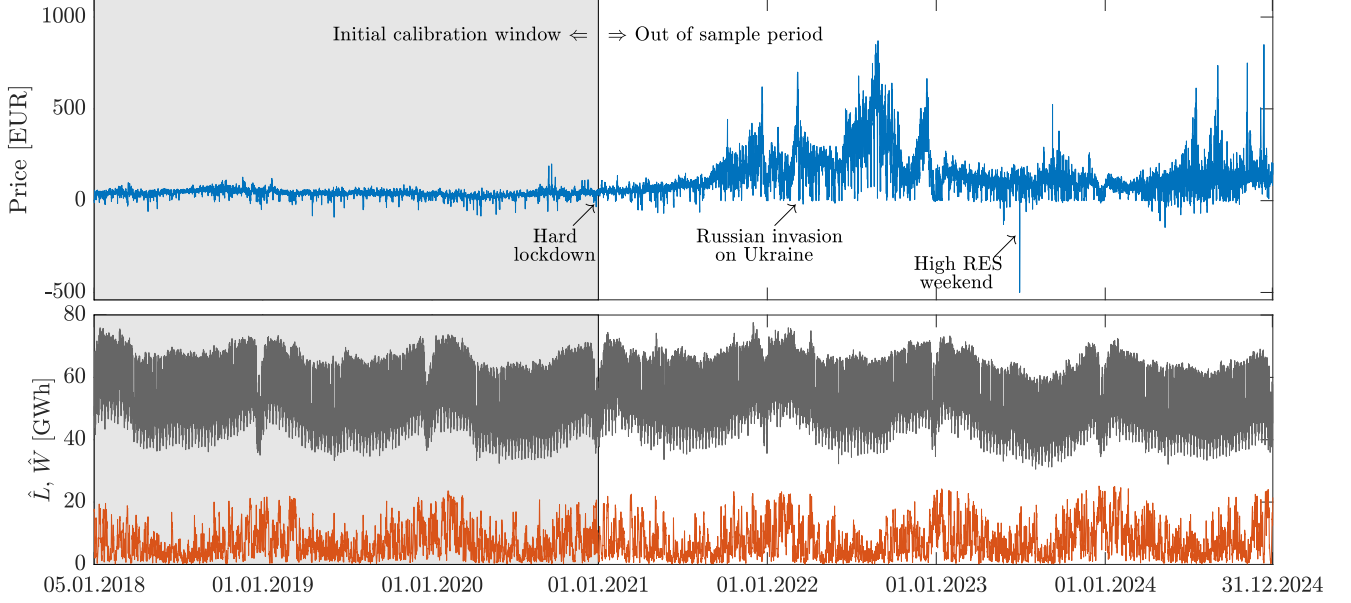 1000
Initial calibration window ⇐ ⇒ Out of sample period
500
Price [EUR]
0
Hard
lockdown
Russian invasion
on Ukraine
High RES
weekend
-500
80
60
L̂, Ŵ [GWh]
40
20
0
05.01.2018 01.01.2019 01.01.2020 01.01.2021 01.01.2022 01.01.2023 01.01.2024 31.12.2024